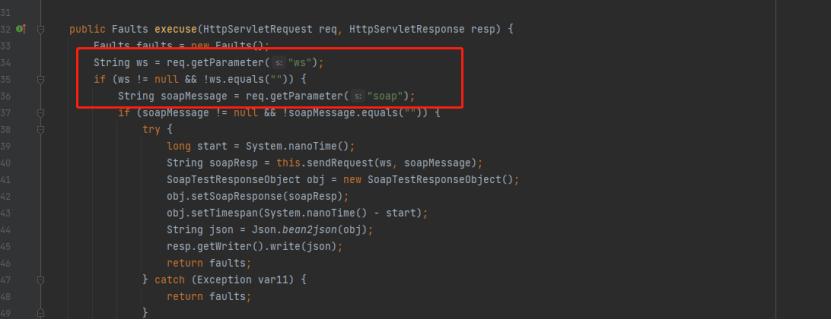 31
32 public Faults execuse(HttpServletRequest req, HttpServletResponse resp) {
33 Faults faults = new Faults();
34 String ws = req.getParameter( s: "ws");
35 if (ws != null && !ws.equals("")) {
36 String soapMessage = req.getParameter( s: "soap");
37 if (soapMessage != null && !soapMessage.equals("")) {
38 try {
39 long start = System.nanoTime();
40 String soapResp = this.sendRequest(ws, soapMessage);
41 SoapTestResponseObject obj = new SoapTestResponseObject();
42 obj.setSoapResponse(soapResp);
43 obj.setTimespan(System.nanoTime() - start);
44 String json = Json.bean2json(obj);
45 resp.getWriter().write(json);
46 return faults;
47 } catch (Exception var11) {
48 return faults;
49 }